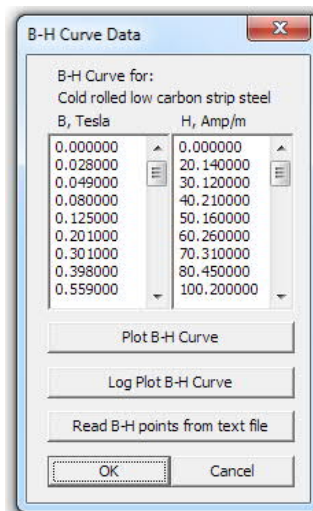 B-H Curve Data
B-H Curve for:
Cold rolled low carbon strip steel
B, Tesla H, Amp/m
0.000000 0.000000
0.028000 20.140000
0.049000 30.120000
0.080000 40.210000
0.125000 50.160000
0.201000 60.260000
0.301000 70.310000
0.398000 80.450000
0.559000 100.200000
Plot B-H Curve
Log Plot B-H Curve
Read B-H points from text file
OK Cancel